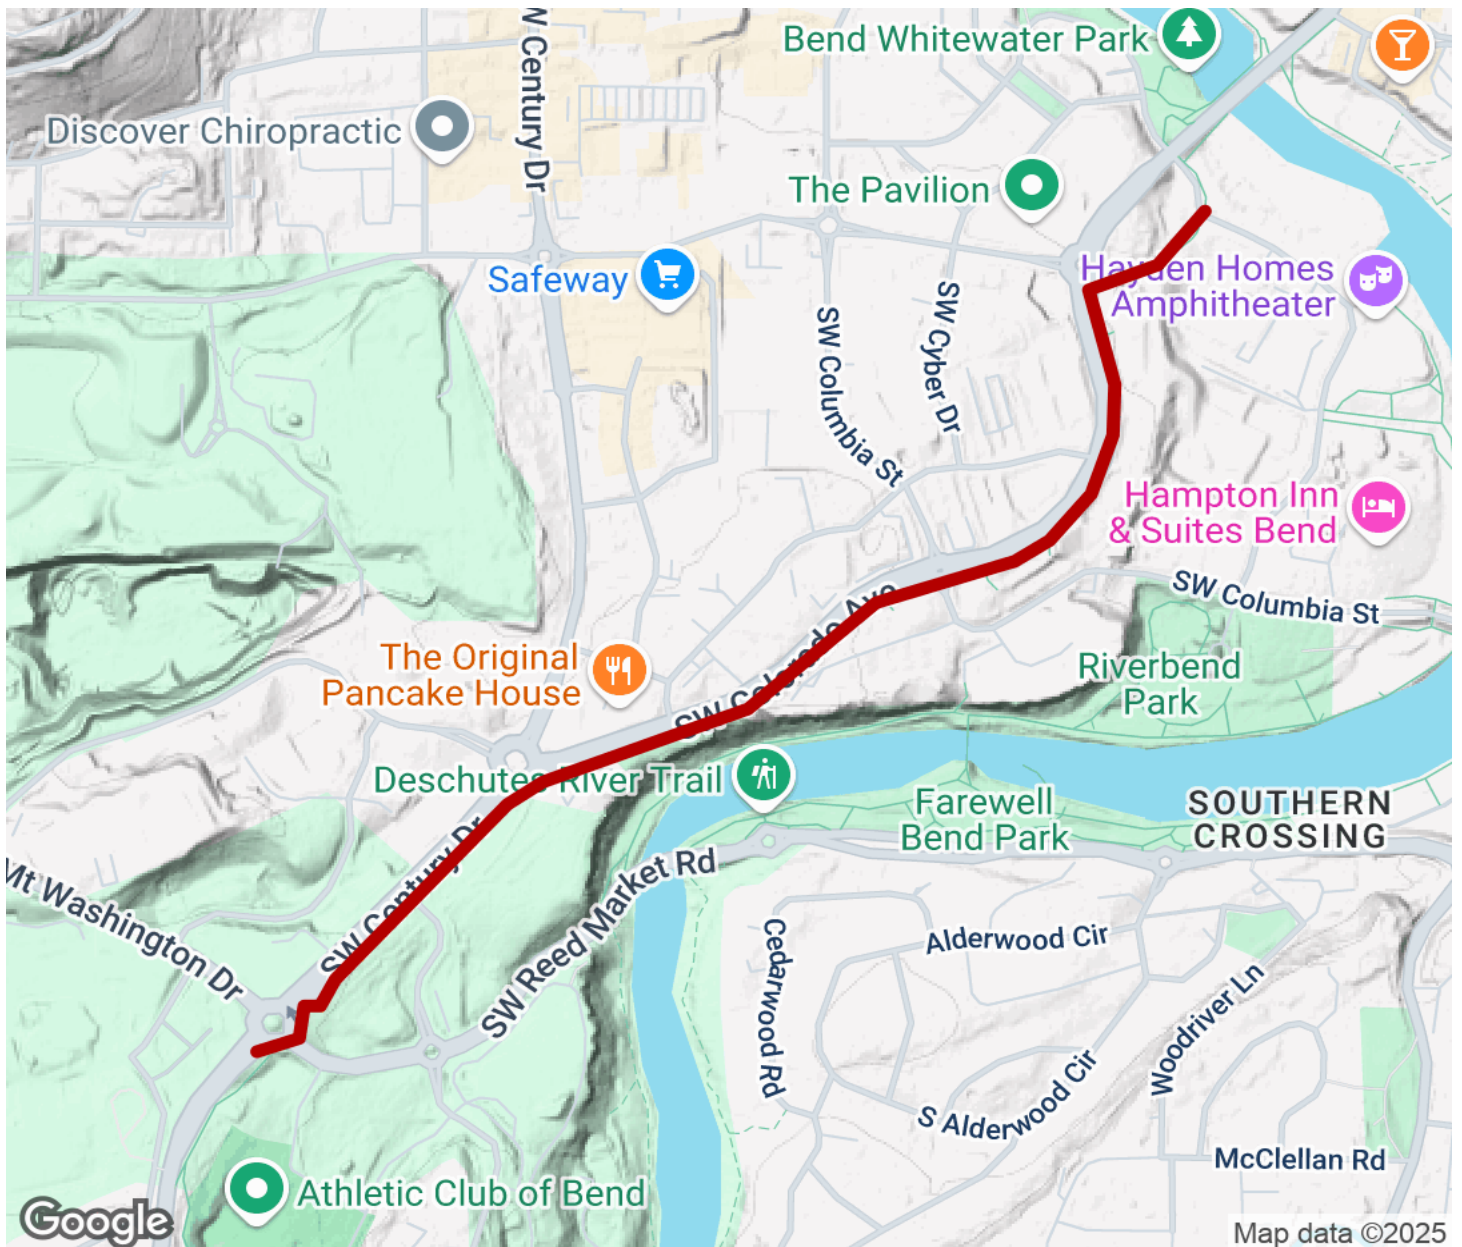 Bend Whitewater Park
W Century Dr
Discover Chiropractic
The Pavilion
Safeway
Hayden Homes
Amphitheater
SW Cyber Dr
SW Columbia St
Hampton Inn
& Suites Bend
SW Columbia St
SW Colorado Ave
The Original
Pancake House
Riverbend
Park
Deschutes River Trail
Farewell
Bend Park
SOUTHERN
CROSSING
SW Century Dr
Mt Washington Dr
SW Reed Market Rd
Cedarwood Rd
Alderwood Cir
Woodriver Ln
S Alderwood Cir
McClellan Rd
Athletic Club of Bend
Google
Map data ©2025